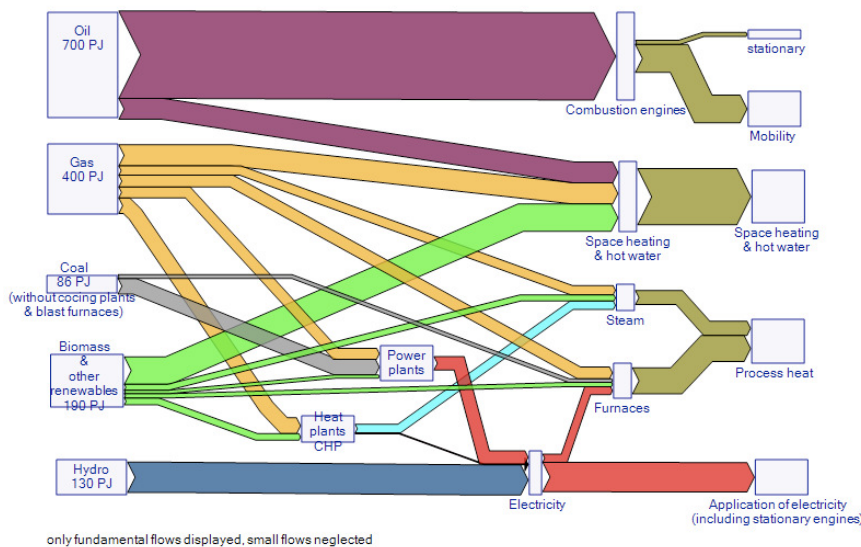 Oil
700 PJ
Combustion engines
stationary
Mobility
Gas
400 PJ
Space heating
& hot water
Space heating
& hot water
Coal
86 PJ
(without cocing plants
& blast furnaces)
Steam
Biomass
&
other
renewables
190 PJ
Power
plants
Process heat
Furnaces
Heat
plants
CHP
Hydro
130 PJ
Electricity
Application of electricity
(including stationary engines)
only fundamental flows displayed, small flows neglected